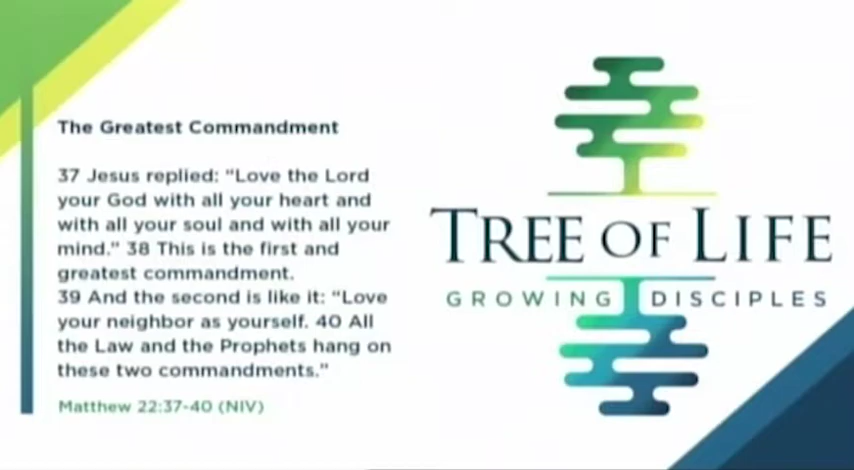 The Greatest Commandment
37 Jesus replied: “Love the Lord
your God with all your heart and
with all your soul and with all your
mind.” 38 This is the first and
greatest commandment.
39 And the second is like it: “Love
your neighbor as yourself. 40 All
the Law and the Prophets hang on
these two commandments.”
Matthew 22:37-40 (NIV)
TREE OF LIFE
GROWING DISCIPLES